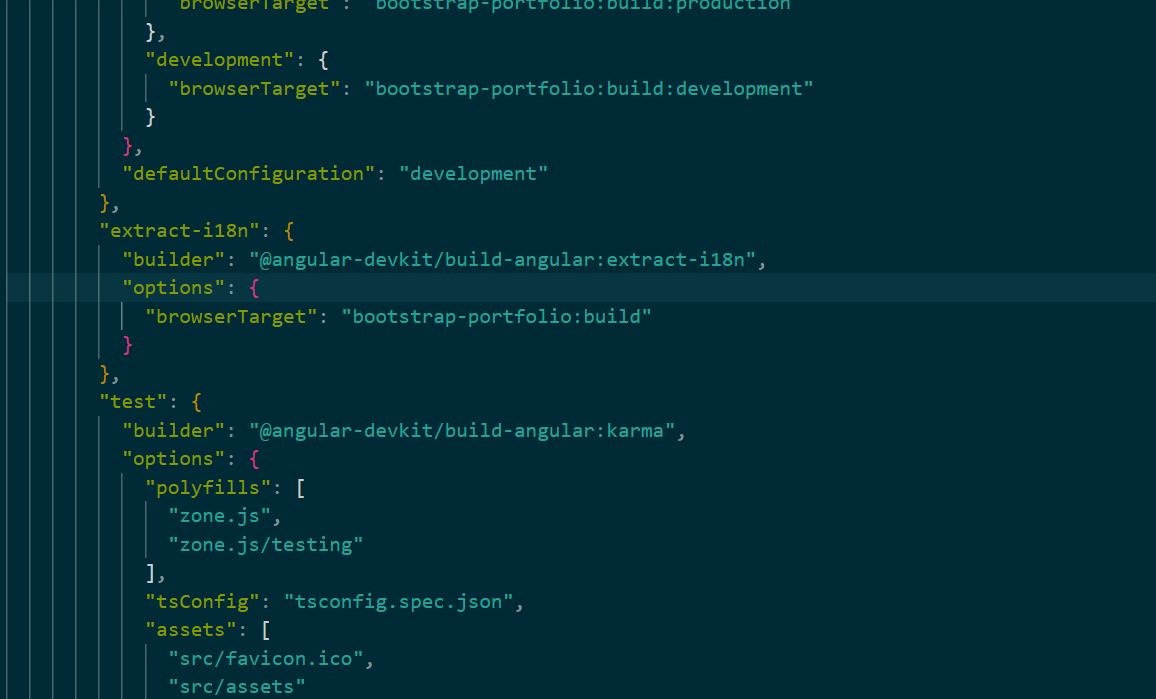 "browserTarget": "bootstrap-portfolio:build:production
},
"development": {
"browserTarget": "bootstrap-portfolio:build:development"
}
},
"defaultConfiguration": "development"
},
"extract-i18n": {
"builder": "@angular-devkit/build-angular:extract-i18n",
"options": {
"browserTarget": "bootstrap-portfolio:build"
}
},
"test": {
"builder": "@angular-devkit/build-angular:karma",
"options": {
"polyfills": [
"zone.js",
"zone.js/testing"
],
"tsConfig": "tsconfig.spec.json",
"assets": [
"src/favicon.ico",
"src/assets"